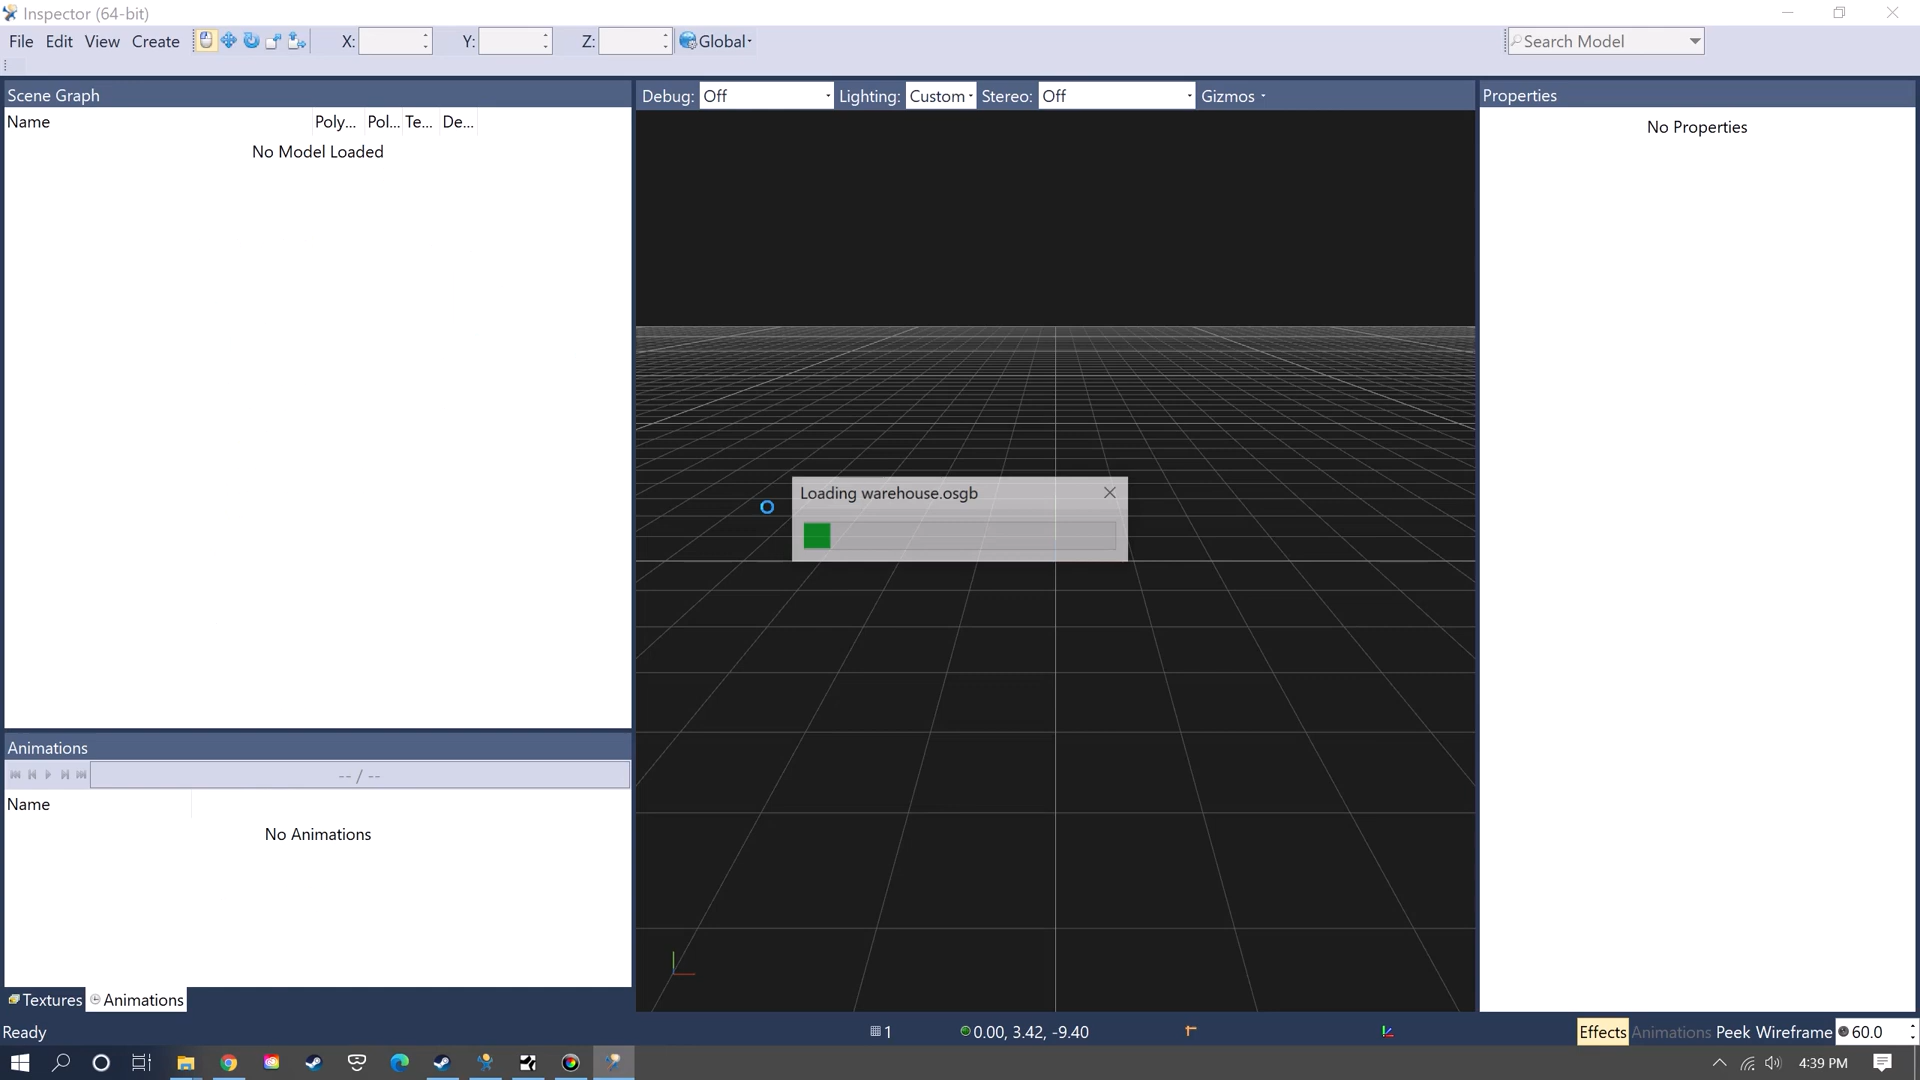 Inspector (64-bit)
File Edit View Create X: Y: Z: Global Search Model
Scene Graph
Name Poly... Pol... Te... De...
No Model Loaded
Debug: Off Lighting: Custom Stereo: Off Gizmos
Properties
No Properties
Loading warehouse.osgb
Animations
-- / --
Name
No Animations
Textures Animations
Ready 1 0.00, 3.42, -9.40 Effects Animations Peek Wireframe 60.0
4:39 PM